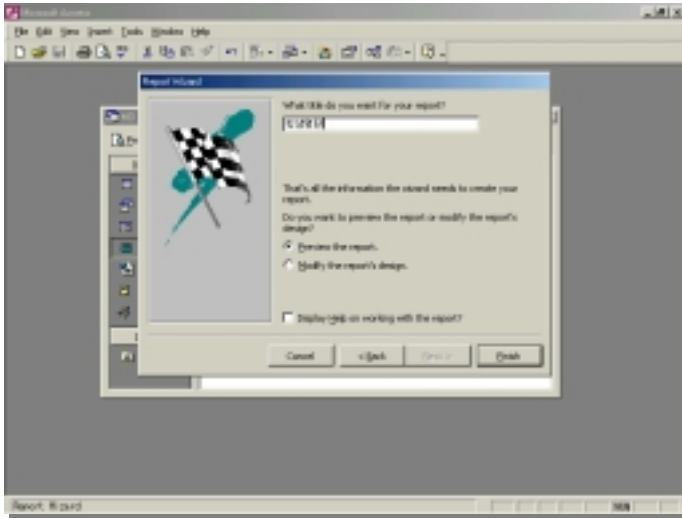 Microsoft Access
File Edit View Insert Tools Window Help
Report Wizard
What title do you want for your report?
That's all the information the wizard needs to create your
report.
Do you want to preview the report or modify the report's
design?
Preview the report.
Modify the report's design.
Display Help on working with the report?
Cancel
< Back
Next >
Finish
Report Wizard
NUM